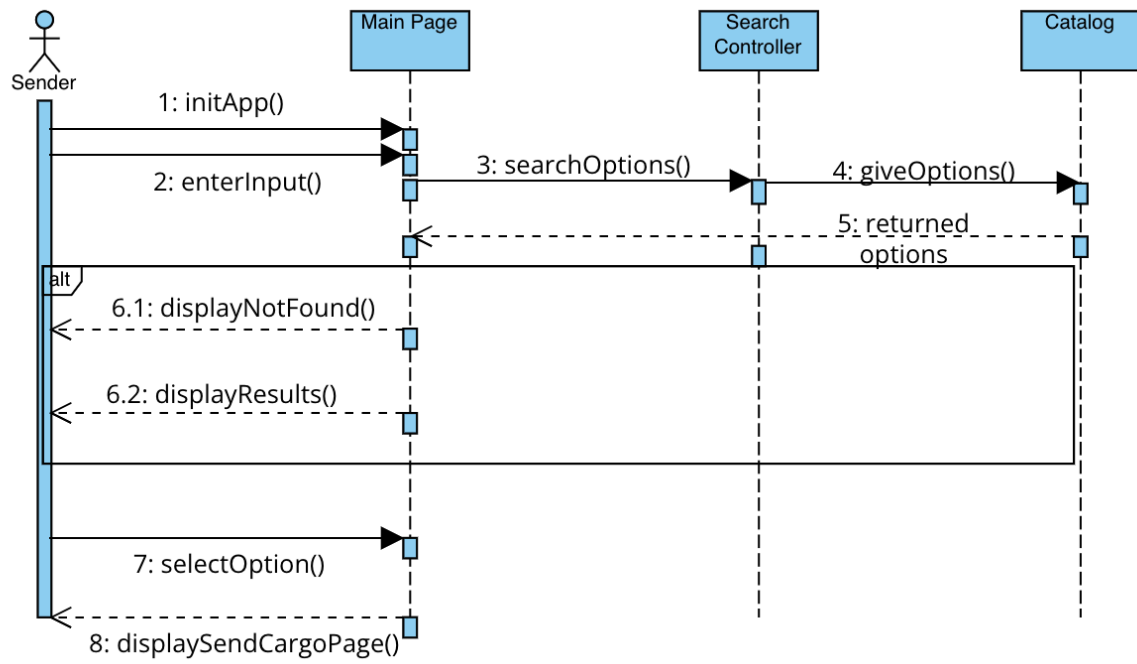 Main Page
Search
Controller
Catalog
Sender
1: initApp()
2: enterInput()
3: searchOptions()
4: giveOptions()
5: returned
options
alt
6.1: displayNotFound()
6.2: displayResults()
7: selectOption()
8: displaySendCargoPage()